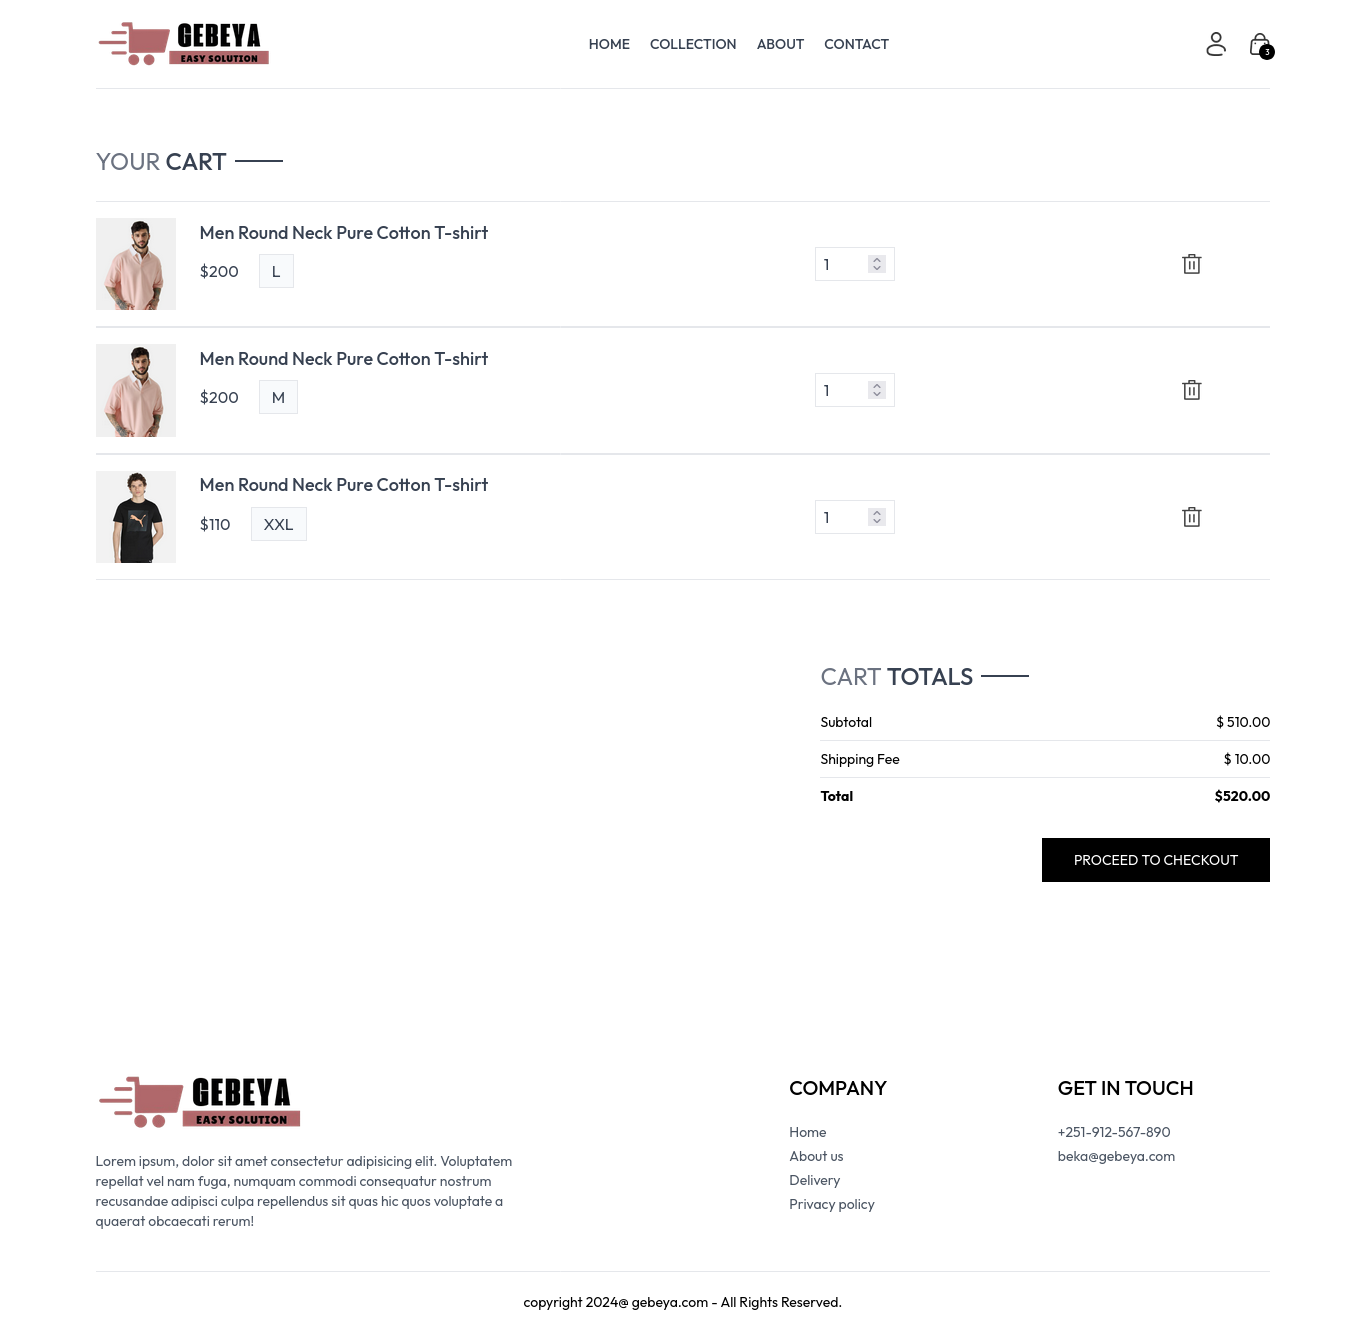 GEBEYA
EASY SOLUTION
HOME COLLECTION ABOUT CONTACT
3
YOUR CART
Men Round Neck Pure Cotton T-shirt
$200 L
1
Men Round Neck Pure Cotton T-shirt
$200 M
1
Men Round Neck Pure Cotton T-shirt
$110 XXL
1
CART TOTALS
Subtotal $ 510.00
Shipping Fee $ 10.00
Total $520.00
PROCEED TO CHECKOUT
GEBEYA
EASY SOLUTION
Lorem ipsum, dolor sit amet consectetur adipisicing elit. Voluptatem
repellat vel nam fuga, numquam commodi consequatur nostrum
recusandae adipisci culpa repellendus sit quas hic quos voluptate a
quaerat obcaecati rerum!
COMPANY
Home
About us
Delivery
Privacy policy
GET IN TOUCH
+251-912-567-890
beka@gebeya.com
copyright 2024@ gebeya.com - All Rights Reserved.